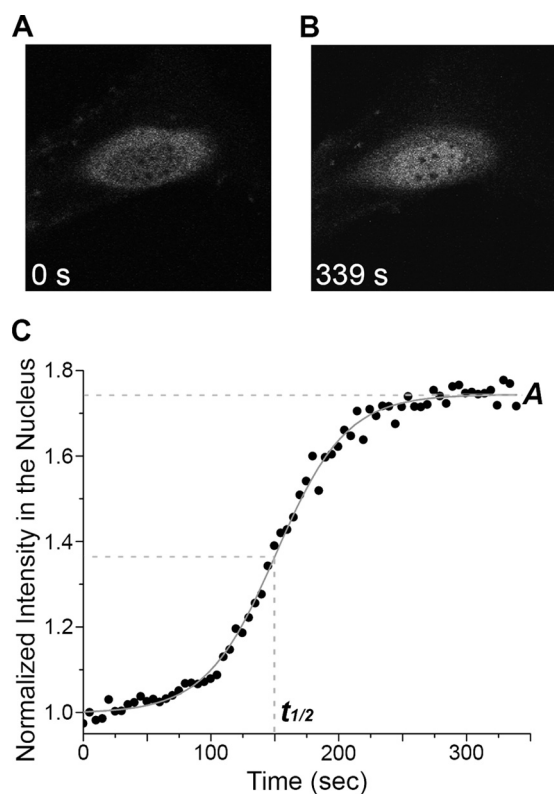 A
B
0 s
339 s
C
Normalized Intensity in the Nucleus
1.8
1.6
1.4
1.2
1.0
A
t1/2
0
100
200
300
Time (sec)